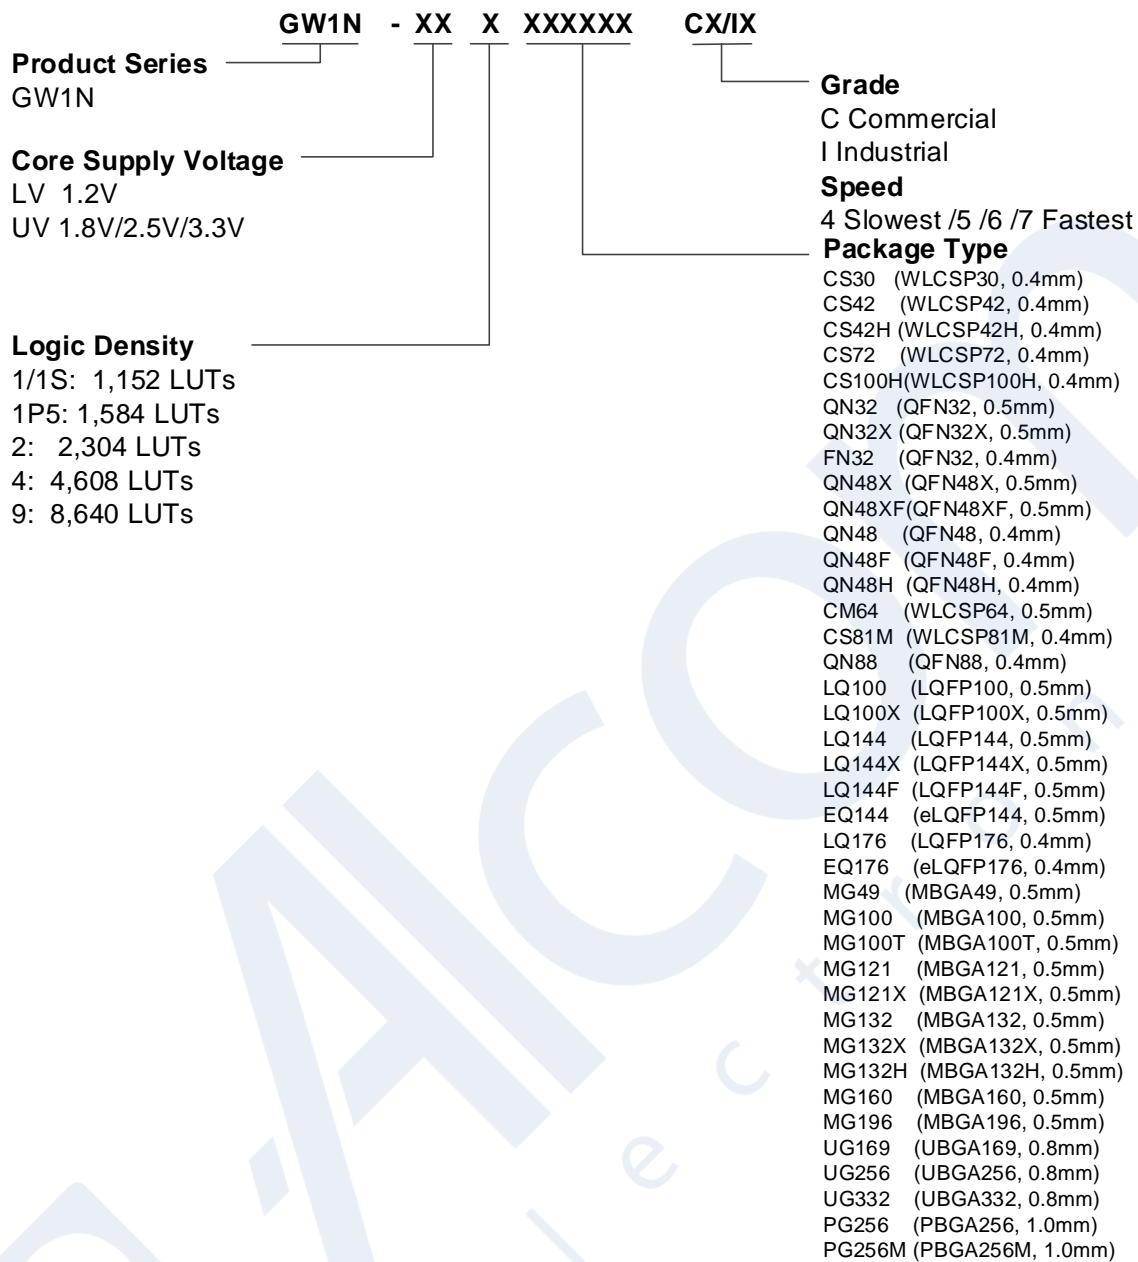 GW1N - XX X XXXXXX CX/IX
Product Series
GW1N
Core Supply Voltage
LV 1.2V
UV 1.8V/2.5V/3.3V
Logic Density
1/1S: 1,152 LUTs
1P5: 1,584 LUTs
2: 2,304 LUTs
4: 4,608 LUTs
9: 8,640 LUTs
Grade
C Commercial
I Industrial
Speed
4 Slowest /5 /6 /7 Fastest
Package Type
CS30 (WLCSP30, 0.4mm)
CS42 (WLCSP42, 0.4mm)
CS42H (WLCSP42H, 0.4mm)
CS72 (WLCSP72, 0.4mm)
CS100H(WLCSP100H, 0.4mm)
QN32 (QFN32, 0.5mm)
QN32X (QFN32X, 0.5mm)
FN32 (QFN32, 0.4mm)
QN48X (QFN48X, 0.5mm)
QN48XF(QFN48XF, 0.5mm)
QN48 (QFN48, 0.4mm)
QN48F (QFN48F, 0.4mm)
QN48H (QFN48H, 0.4mm)
CM64 (WLCSP64, 0.5mm)
CS81M (WLCSP81M, 0.4mm)
QN88 (QFN88, 0.4mm)
LQ100 (LQFP100, 0.5mm)
LQ100X (LQFP100X, 0.5mm)
LQ144 (LQFP144, 0.5mm)
LQ144X (LQFP144X, 0.5mm)
LQ144F (LQFP144F, 0.5mm)
EQ144 (eLQFP144, 0.5mm)
LQ176 (LQFP176, 0.4mm)
EQ176 (eLQFP176, 0.4mm)
MG49 (MBGA49, 0.5mm)
MG100 (MBGA100, 0.5mm)
MG100T (MBGA100T, 0.5mm)
MG121 (MBGA121, 0.5mm)
MG121X (MBGA121X, 0.5mm)
MG132 (MBGA132, 0.5mm)
MG132X (MBGA132X, 0.5mm)
MG132H (MBGA132H, 0.5mm)
MG160 (MBGA160, 0.5mm)
MG196 (MBGA196, 0.5mm)
UG169 (UBGA169, 0.8mm)
UG256 (UBGA256, 0.8mm)
UG332 (UBGA332, 0.8mm)
PG256 (PBGA256, 1.0mm)
PG256M (PBGA256M, 1.0mm)